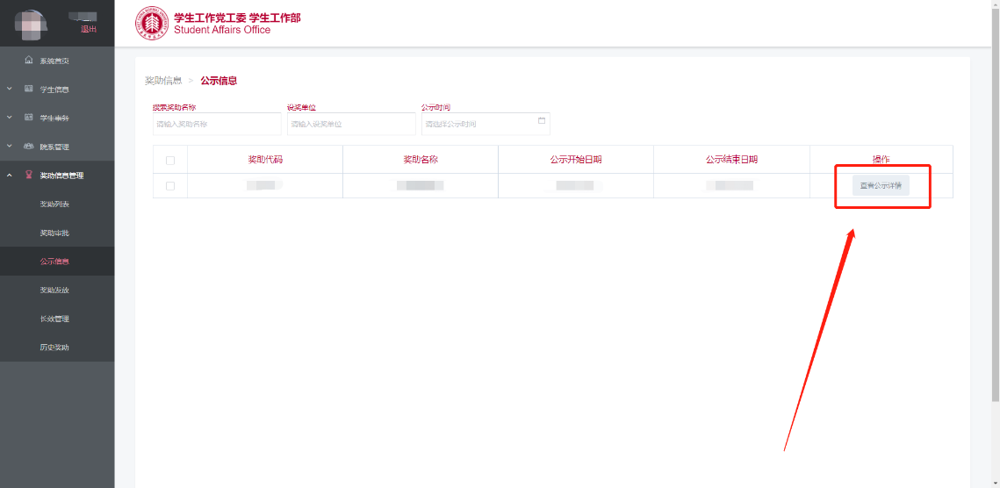 退出
系统首页
学生信息
学生事务
院系管理
奖助信息管理
奖助列表
奖助审批
公示信息
奖助发放
长效管理
历史奖助
学生工作党工委 学生工作部
Student Affairs Office
奖助信息 > 公示信息
搜索奖助名称 设奖单位 公示时间
请输入奖助名称 请输入设奖单位 请选择公示时间
奖助代码 奖助名称 公示开始日期 公示结束日期 操作
查看公示详情